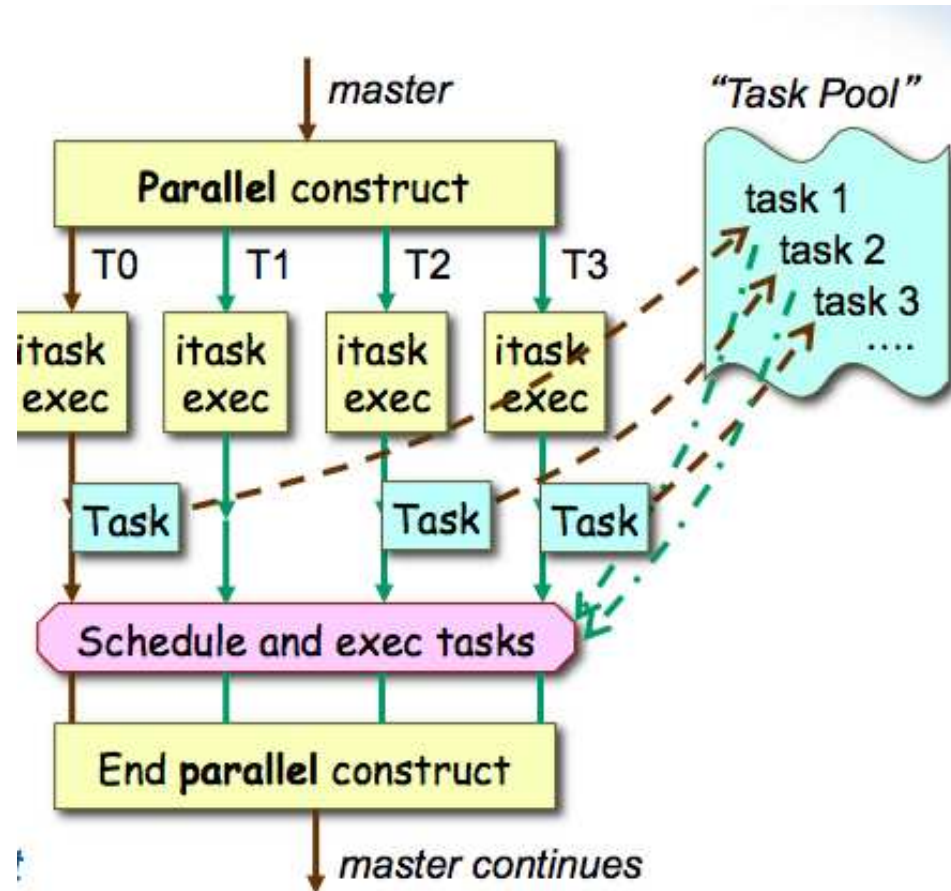 master
"Task Pool"
Parallel construct
task 1
task 2
task 3
....
T0
T1
T2
T3
itask
exec
itask
exec
itask
exec
itask
exec
Task
Task
Task
Schedule and exec tasks
End parallel construct
master continues